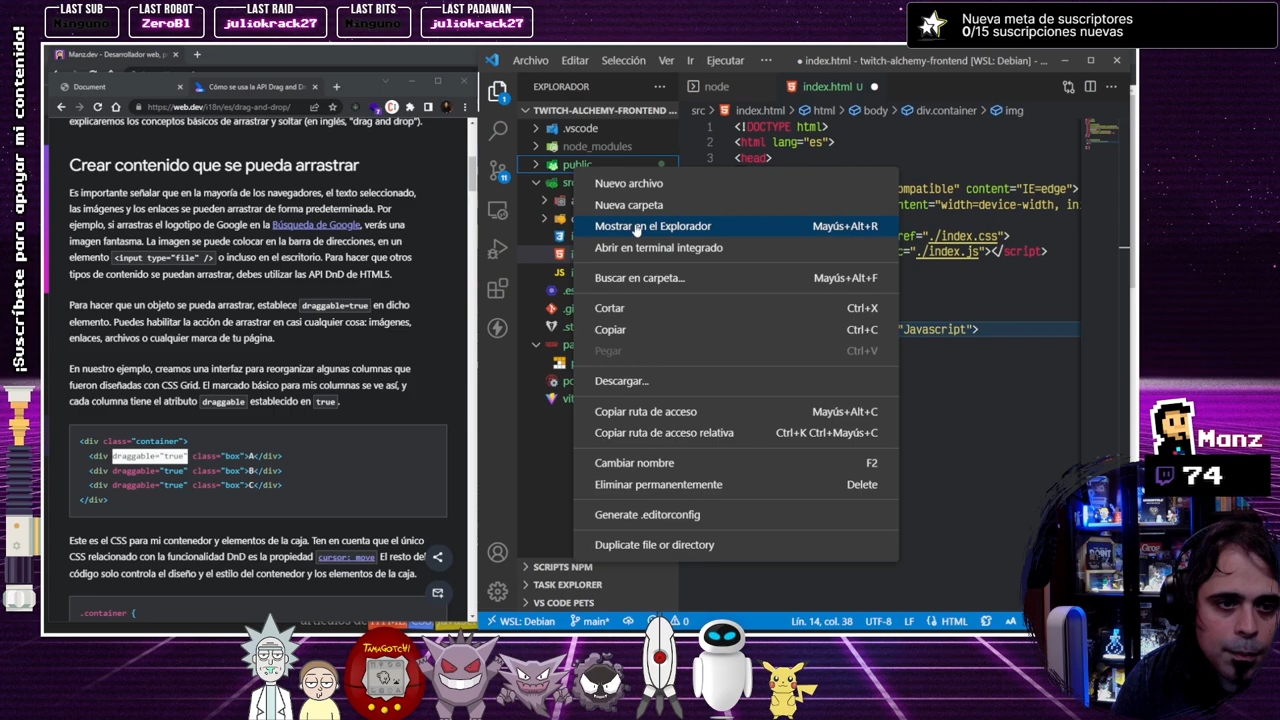 LAST SUB
Ninguno
LAST ROBOT
ZeroBl
LAST RAID
juliokrack27
LAST BITS
Ninguno
LAST PADAWAN
juliokrack27
Nueva meta de suscriptores
0/15 suscripciones nuevas
¡Suscríbete para apoyar mi contenido!
Manz.dev - Desarrollador web, p
Document
Cómo se usa la API Drag and D
https://web.dev/i18n/es/drag-and-drop/
explicaremos los conceptos básicos de arrastrar y soltar (en inglés, "drag and drop").
Crear contenido que se pueda arrastrar
Es importante señalar que en la mayoría de los navegadores, el texto seleccionado,
las imágenes y los enlaces se pueden arrastrar de forma predeterminada. Por
ejemplo, si arrastras el logotipo de Google en la Búsqueda de Google, verás una
imagen fantasma. La imagen se puede colocar en la barra de direcciones, en un
elemento <input type="file" /> o incluso en el escritorio. Para hacer que otros
tipos de contenido se puedan arrastrar, debes utilizar las API DnD de HTML5.
Para hacer que un objeto se pueda arrastrar, establece draggable=true en dicho
elemento. Puedes habilitar la acción de arrastrar en casi cualquier cosa: imágenes,
enlaces, archivos o cualquier marca de tu página.
En nuestro ejemplo, creamos una interfaz para reorganizar algunas columnas que
fueron diseñadas con CSS Grid. El marcado básico para mis columnas se ve así, y
cada columna tiene el atributo draggable establecido en true.
<div class="container">
<div draggable="true" class="box">A</div>
<div draggable="true" class="box">B</div>
<div draggable="true" class="box">C</div>
</div>
Este es el CSS para mi contenedor y elementos de la caja. Ten en cuenta que el único
CSS relacionado con la funcionalidad DnD es la propiedad cursor: move El resto del
código solo controla el diseño y el estilo del contenedor y los elementos de la caja.
.container {
artículos de HTML CSS
Archivo Editar Selección Ver Ir Ejecutar ···
● index.html - twitch-alchemy-frontend [WSL: Debian] - ...
EXPLORADOR ···
TWITCH-ALCHEMY-FRONTEND ...
.vscode
node_modules
public
1
11
node
index.html U
src > index.html > html > body > div.container > img
1 <!DOCTYPE html>
2 <html lang="es">
3 <head>
ompatible" content="IE=edge">
ontent="width=device-width, in
ref="./index.css">
c="./index.js"></script>
"Javascript">
JS
Nuevo archivo
Nueva carpeta
Mostrar en el Explorador Mayús+Alt+R
Abrir en terminal integrado
Buscar en carpeta... Mayús+Alt+F
Cortar Ctrl+X
Copiar Ctrl+C
Pegar Ctrl+V
Descargar...
Copiar ruta de acceso Mayús+Alt+C
Copiar ruta de acceso relativa Ctrl+K Ctrl+Mayús+C
Cambiar nombre F2
Eliminar permanentemente Delete
Generate .editorconfig
Duplicate file or directory
SCRIPTS NPM
TASK EXPLORER
VS CODE PETS
WSL: Debian
main*
0
Lín. 14, col. 38
UTF-8
LF
HTML
Manz
74
TAMAGOTCHI